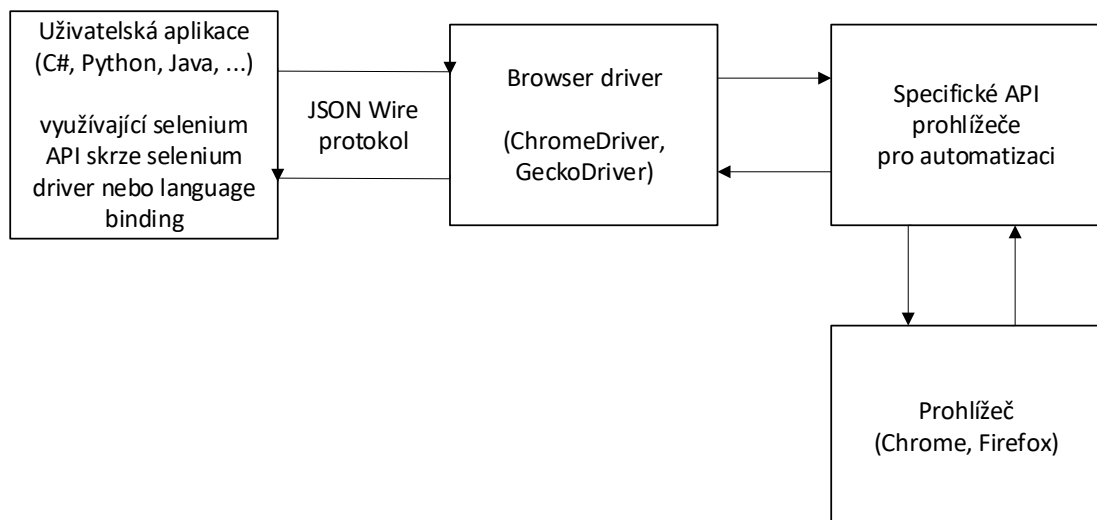 Uživatelská aplikace
(C#, Python, Java, ...)
využívající selenium
API skrze selenium
driver nebo language
binding
JSON Wire
protokol
Browser driver
(ChromeDriver,
GeckoDriver)
Specifické API
prohlížeče
pro automatizaci
Prohlížeč
(Chrome, Firefox)